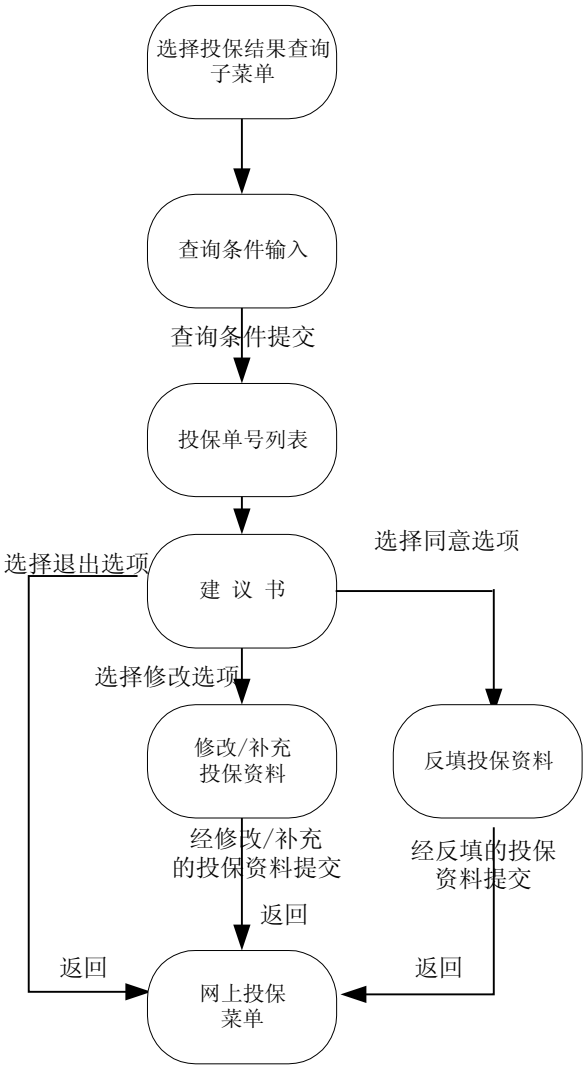 选择投保结果查询
子菜单
查询条件输入
查询条件提交
投保单号列表
选择同意选项
选择退出选项
建 议 书
选择修改选项
修改/补充
投保资料
反填投保资料
经修改/补充
的投保资料提交
经反填的投保
资料提交
返回
返回
返回
网上投保
菜单